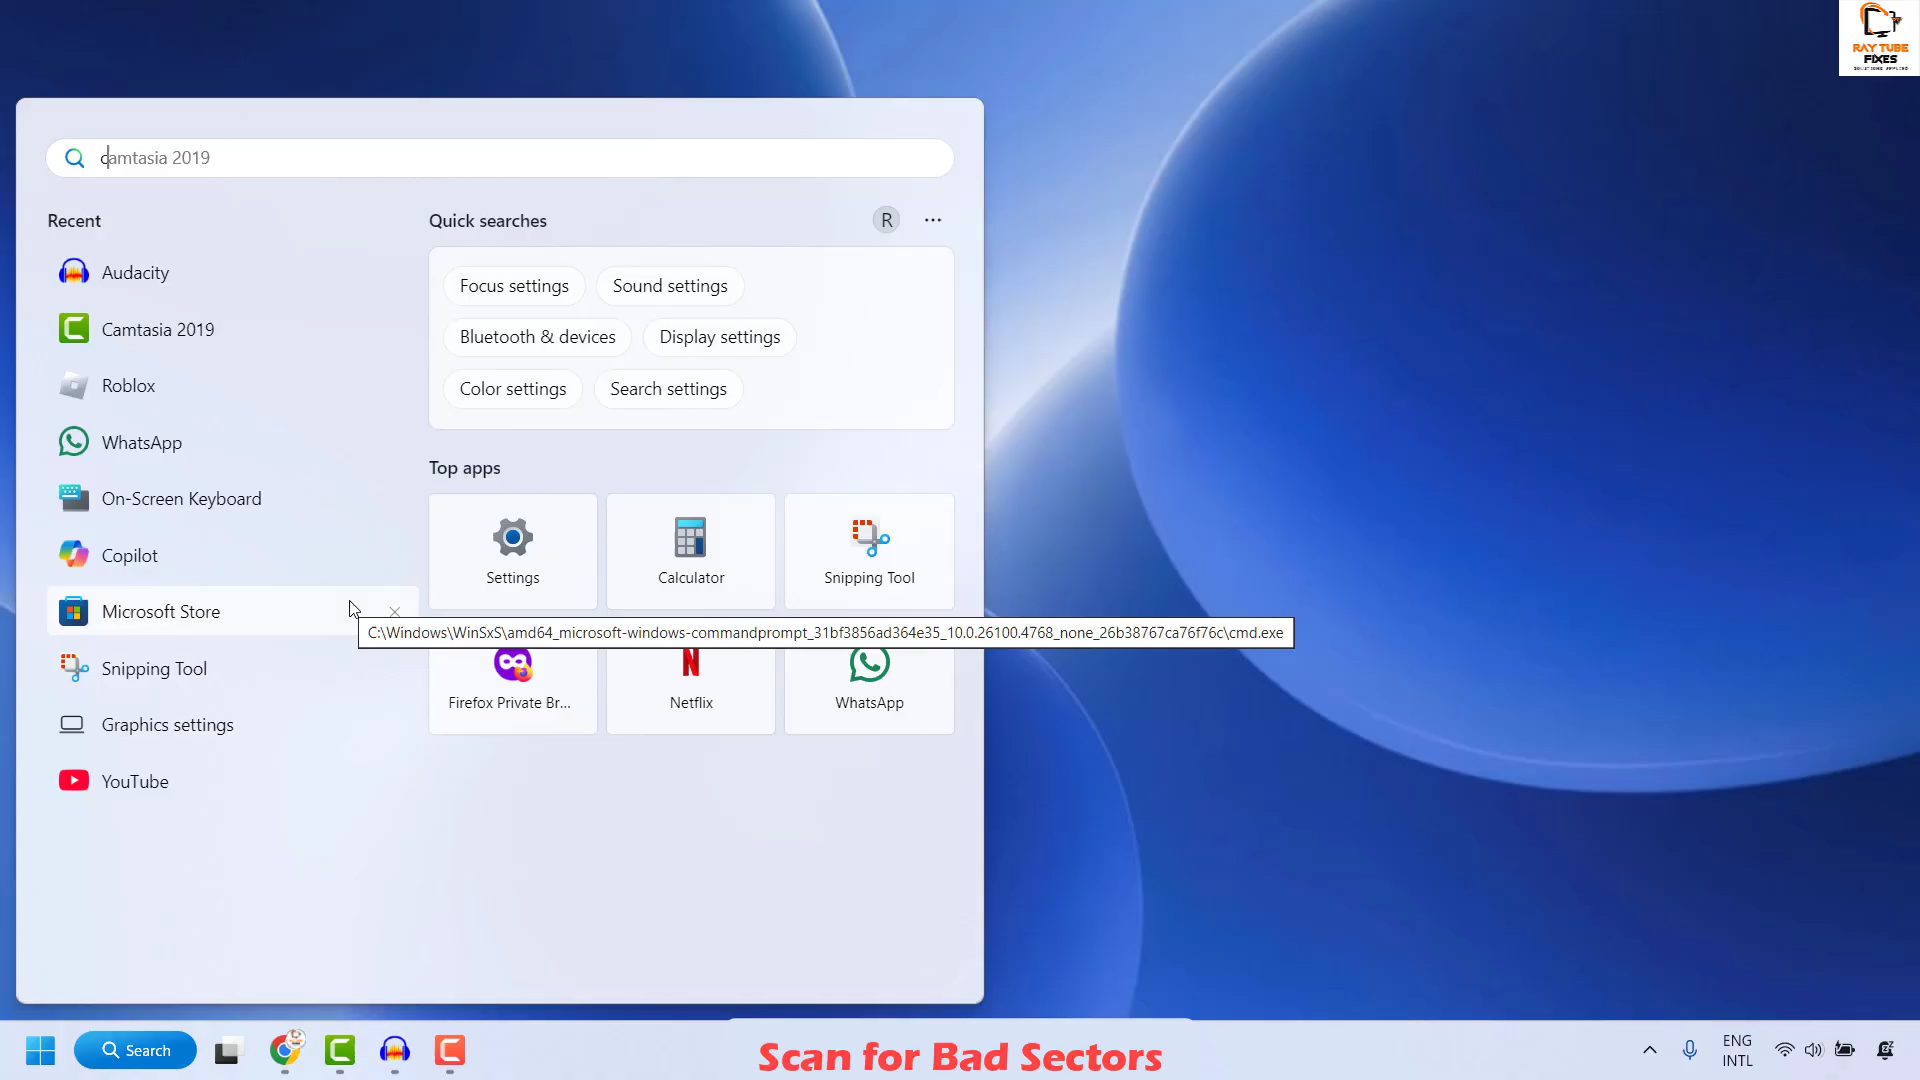 RAY TUBE
FIXES
camtasia 2019
Recent
Quick searches
R
Audacity
Camtasia 2019
Roblox
WhatsApp
On-Screen Keyboard
Copilot
Microsoft Store
Snipping Tool
Graphics settings
YouTube
Focus settings
Sound settings
Bluetooth & devices
Display settings
Color settings
Search settings
Top apps
Settings
Calculator
Snipping Tool
C:\Windows\WinSxS\amd64_microsoft-windows-commandprompt_31bf3856ad364e35_10.0.26100.4768_none_26b38767ca76f76c\cmd.exe
Firefox Private Br...
Netflix
WhatsApp
Search
Scan for Bad Sectors
ENG
INTL